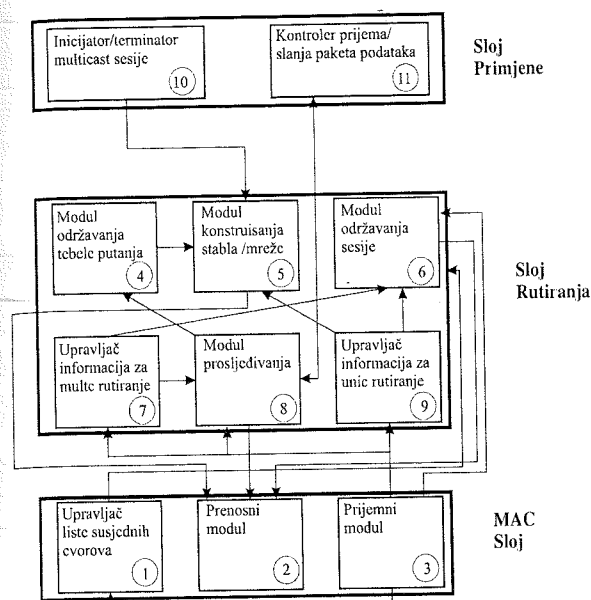 Inicijator/terminator
multicast sesije
10
Kontroler prijema/
slanja paketa podataka
11
Sloj
Primjene
Modul
održavanja
tebele putanja
4
Modul
konstruisanja
stabla /mreže
5
Modul
održavanja
sesije
6
Sloj
Rutiranja
Upravljač
informacija za
multc rutiranje
7
Modul
prosljeđivanja
8
Upravljač
informacija za
unic rutiranje
9
Upravljač
liste susjednih
cvorova
1
Prenosni
modul
2
Prijemni
modul
3
MAC
Sloj